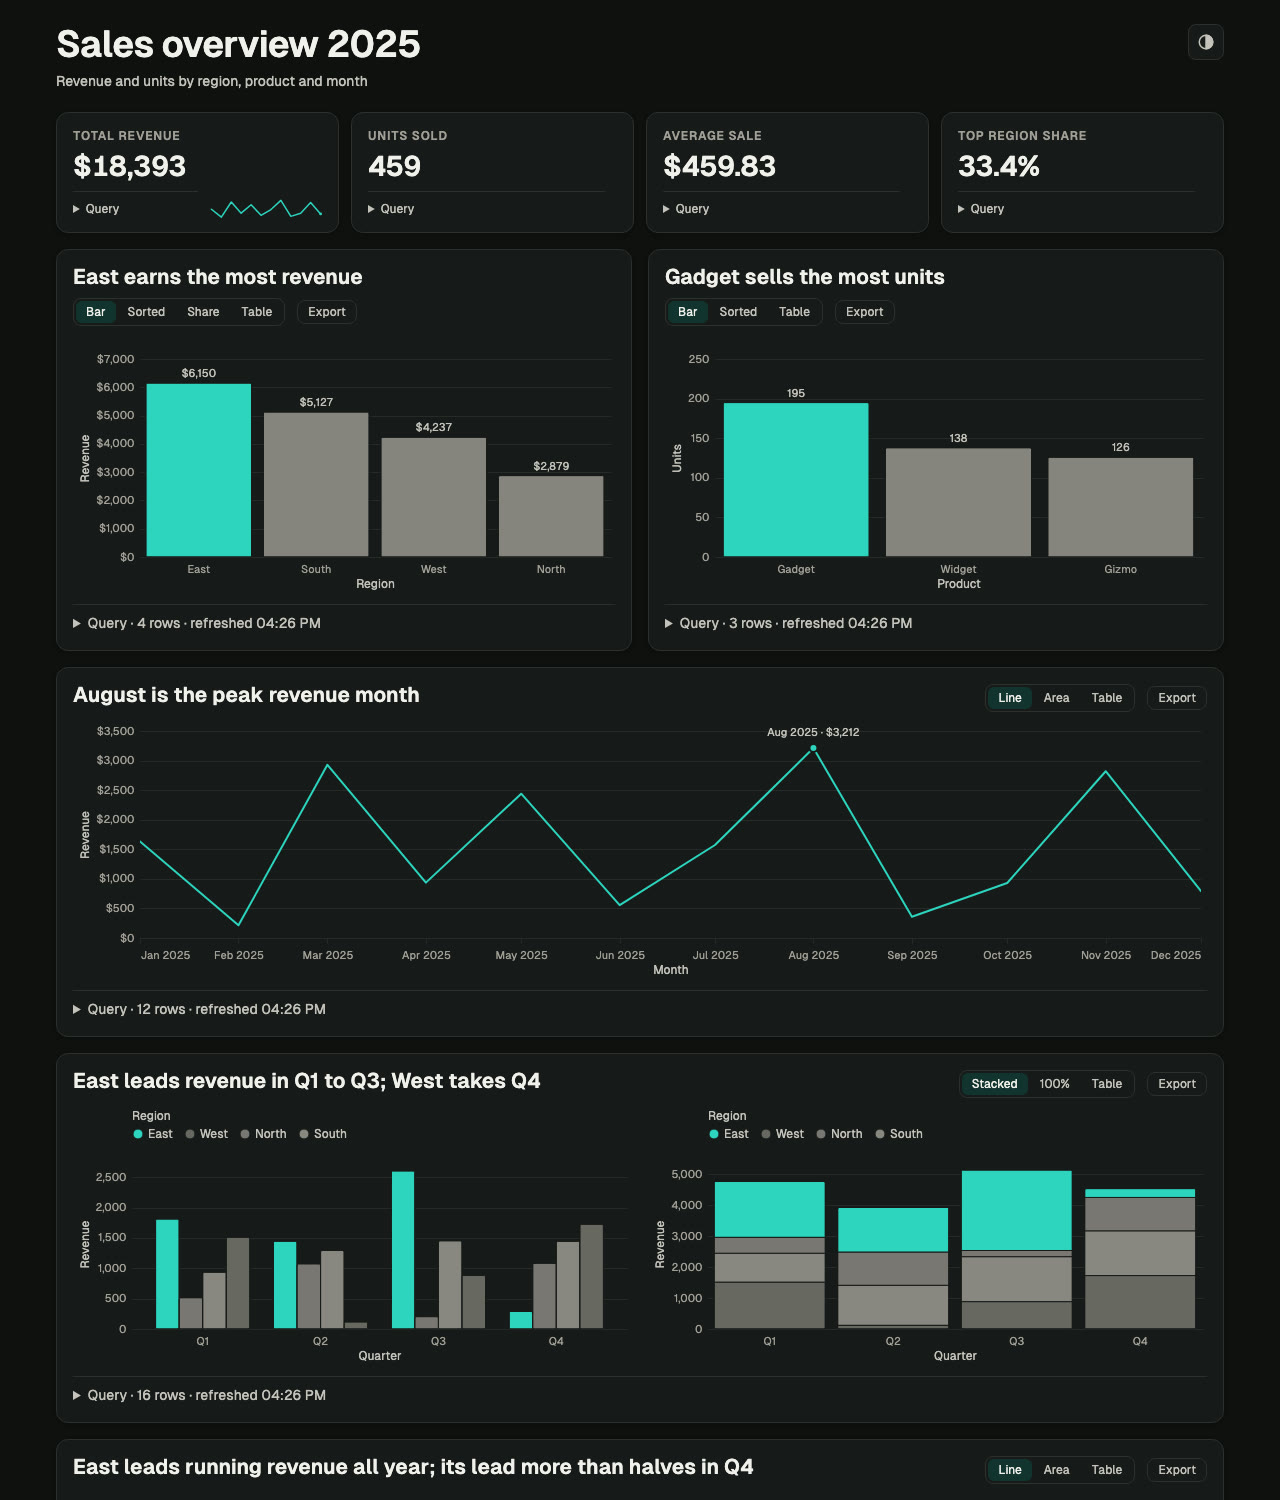 Sales overview 2025
Revenue and units by region, product and month
TOTAL REVENUE
$18,393
Query
UNITS SOLD
459
Query
AVERAGE SALE
$459.83
Query
TOP REGION SHARE
33.4%
Query
East earns the most revenue
Bar Sorted Share Table Export
Revenue
$7,000
$6,000
$5,000
$4,000
$3,000
$2,000
$1,000
$0
$6,150
$5,127
$4,237
$2,879
East South West North
Region
Query · 4 rows · refreshed 04:26 PM
Gadget sells the most units
Bar Sorted Table Export
Units
250
200
150
100
50
0
195
138
126
Gadget Widget Gizmo
Product
Query · 3 rows · refreshed 04:26 PM
August is the peak revenue month
Line Area Table Export
Revenue
$3,500
$3,000
$2,500
$2,000
$1,500
$1,000
$500
$0
Aug 2025 · $3,212
Jan 2025 Feb 2025 Mar 2025 Apr 2025 May 2025 Jun 2025 Jul 2025 Aug 2025 Sep 2025 Oct 2025 Nov 2025 Dec 2025
Month
Query · 12 rows · refreshed 04:26 PM
East leads revenue in Q1 to Q3; West takes Q4
Stacked 100% Table Export
Region
East West North South
Revenue
2,500
2,000
1,500
1,000
500
0
Q1 Q2 Q3 Q4
Quarter
Region
East West North South
Revenue
5,000
4,000
3,000
2,000
1,000
0
Q1 Q2 Q3 Q4
Quarter
Query · 16 rows · refreshed 04:26 PM
East leads running revenue all year; its lead more than halves in Q4
Line Area Table Export